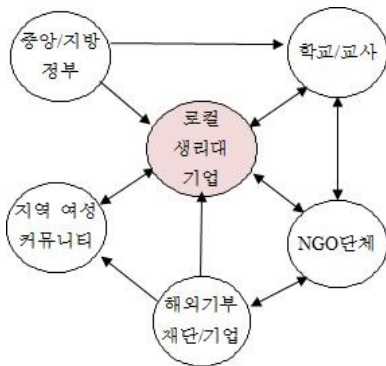 중앙/지방
정부
학교/교사
로컬
생리대
기업
지역 여성
커뮤니티
NGO단체
해외기부
재단/기업